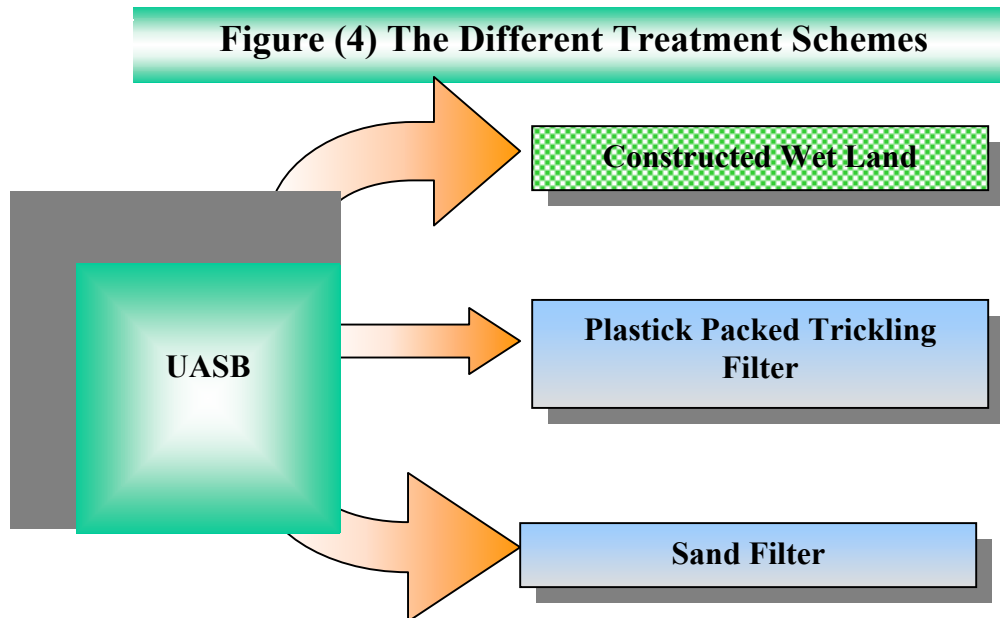 Figure (4) The Different Treatment Schemes
Constructed Wet Land
Plastick Packed Trickling
Filter
UASB
Sand Filter